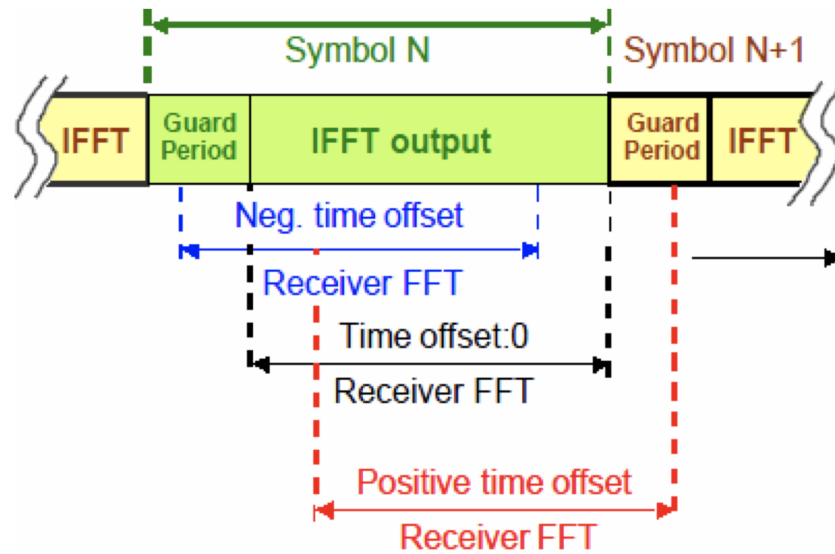 Symbol N
Symbol N+1
IFFT
Guard
Period
IFFT output
Guard
Period
IFFT
Neg. time offset
Receiver FFT
Time offset:0
Receiver FFT
Positive time offset
Receiver FFT